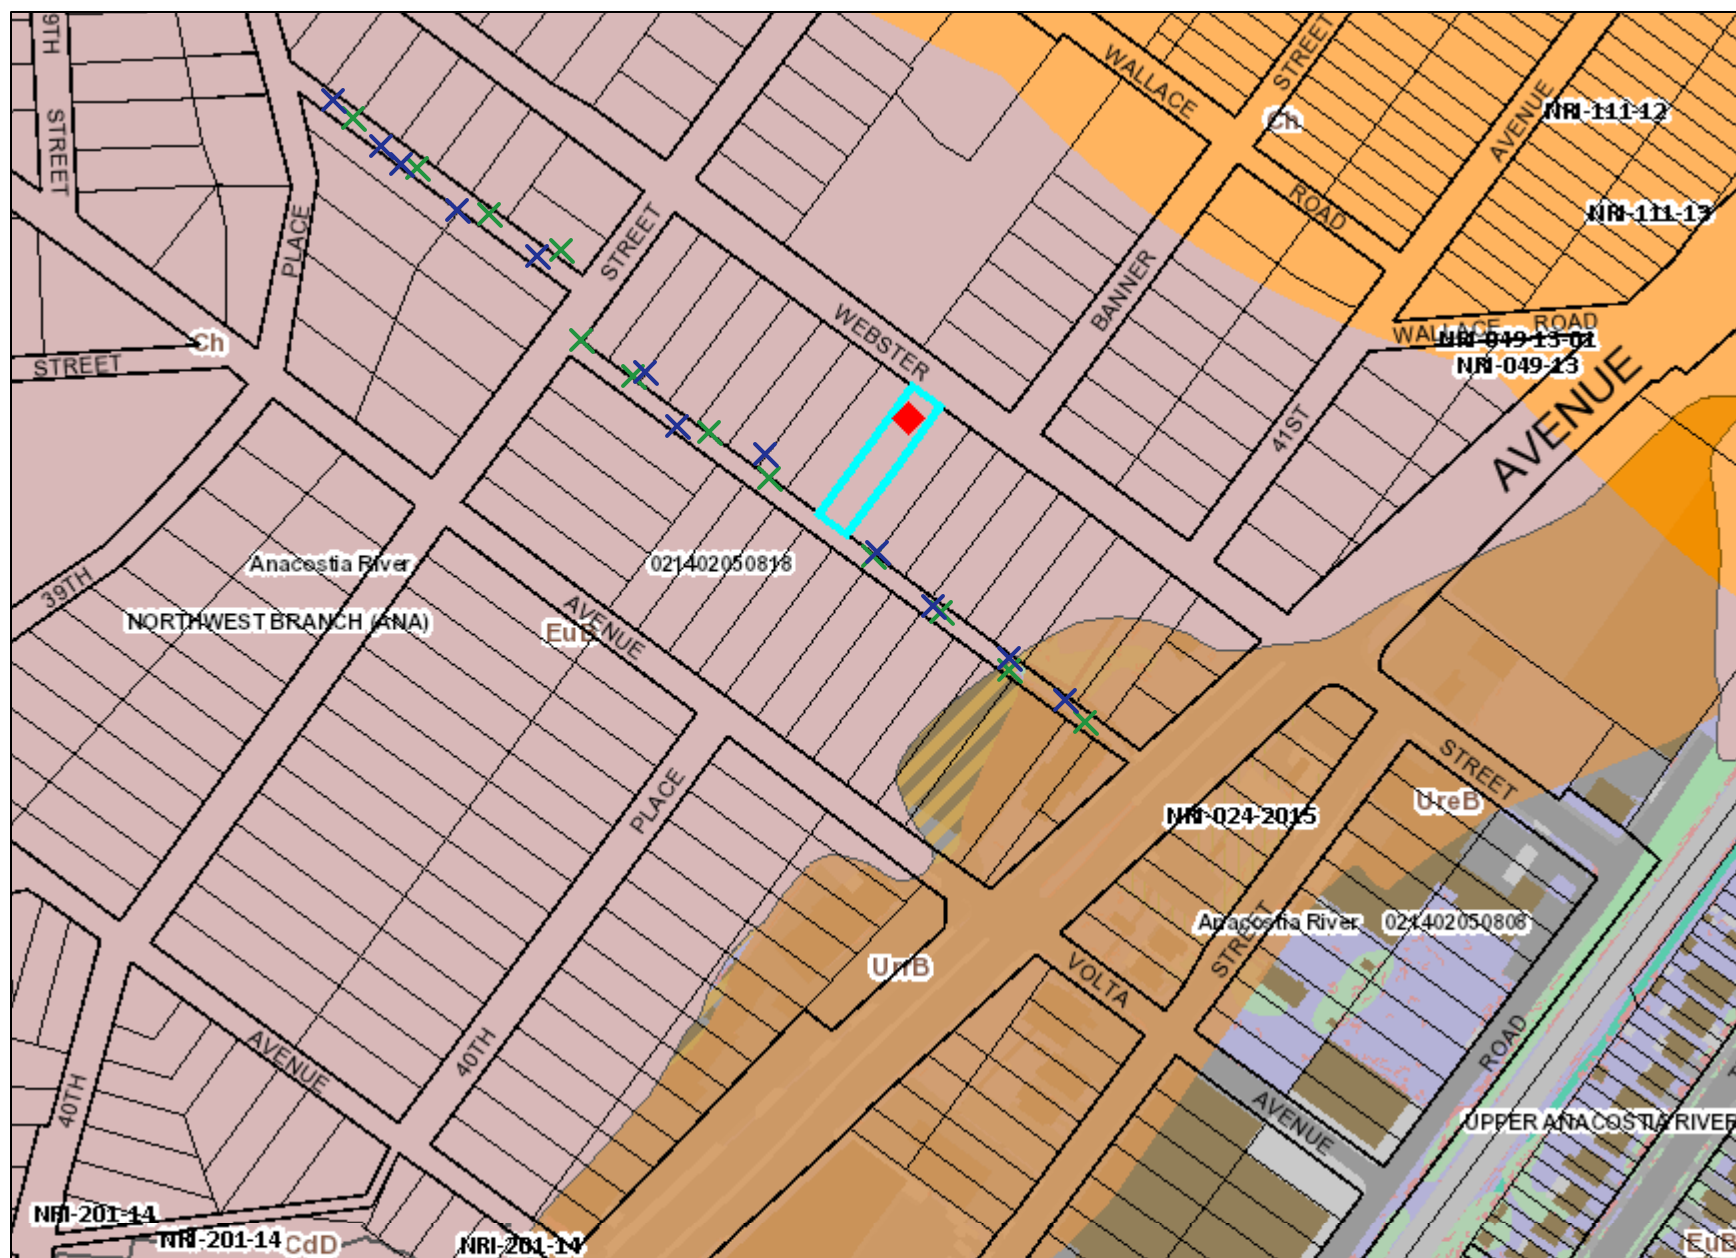 9TH
STREET
WALLACE
STREET
Ch
AVENUE
NRI-111-12
ROAD
NRI-111-13
PLACE
STREET
BANNER
WEBSTER
Ch
STREET
WALLACE ROAD
NRI-049-13-01
NRI-049-13
AVENUE
41ST
Anacostia River
021402050818
39TH
NORTHWEST BRANCH (ANA)
EuB
AVENUE
PLACE
STREET
UreB
NRI-024-2015
Anacostia River 021402050808
STREET
UrrB
VOLTA
40TH
AVENUE
40TH
ROAD
AVENUE
UPPER ANACOSTIA RIVER
NRI-201-14
NRI-201-14
CdD
NRI-201-14
EuB